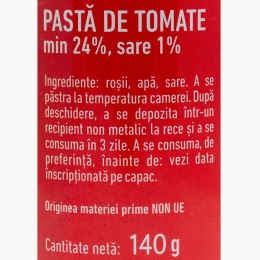 PASTĂ DE TOMATE
min 24%, sare 1%
Ingrediente: roșii, apă, sare. A se
păstra la temperatura camerei. După
deschidere, a se depozita într-un
recipient non metalic la rece și a se
consuma în 3 zile. A se consuma, de
preferință, înainte de: vezi data
inscripționată pe capac.
Originea materiei prime NON UE
Cantitate netă: 140 g